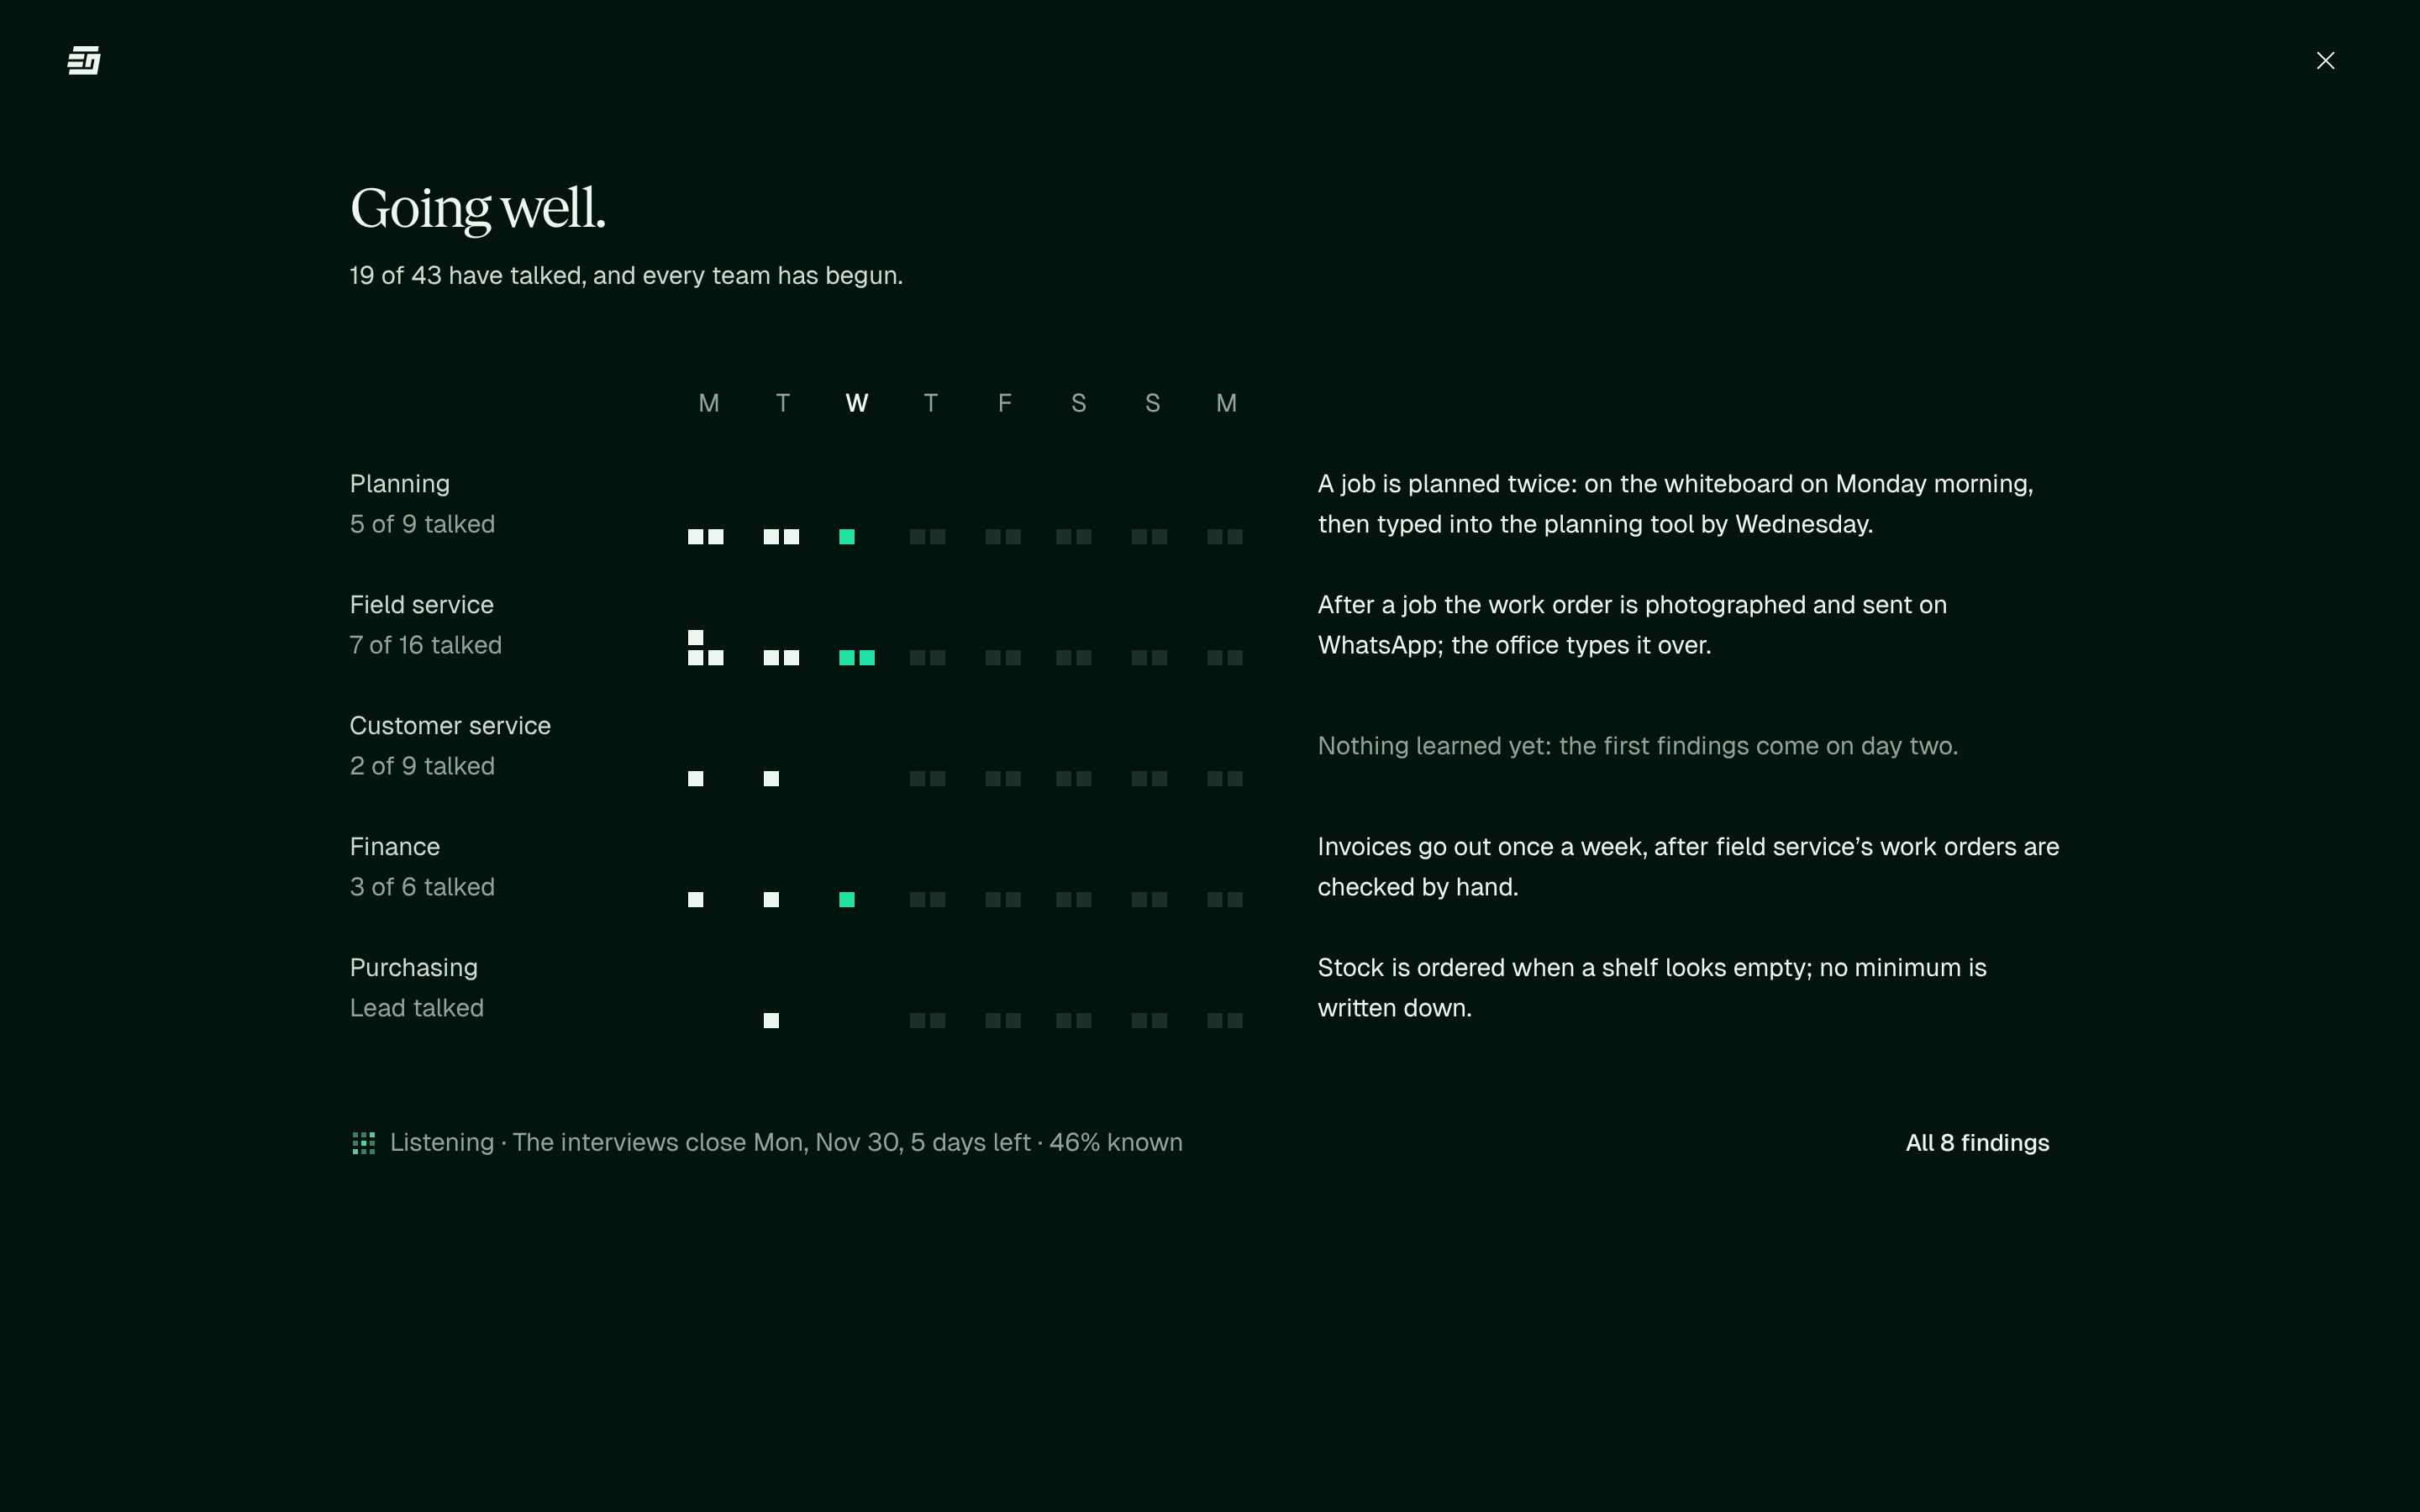 Going well.
19 of 43 have talked, and every team has begun.
M T W T F S S M
Planning
5 of 9 talked
A job is planned twice: on the whiteboard on Monday morning,
then typed into the planning tool by Wednesday.
Field service
7 of 16 talked
After a job the work order is photographed and sent on
WhatsApp; the office types it over.
Customer service
2 of 9 talked
Nothing learned yet: the first findings come on day two.
Finance
3 of 6 talked
Invoices go out once a week, after field service’s work orders are
checked by hand.
Purchasing
Lead talked
Stock is ordered when a shelf looks empty; no minimum is
written down.
Listening · The interviews close Mon, Nov 30, 5 days left · 46% known
All 8 findings